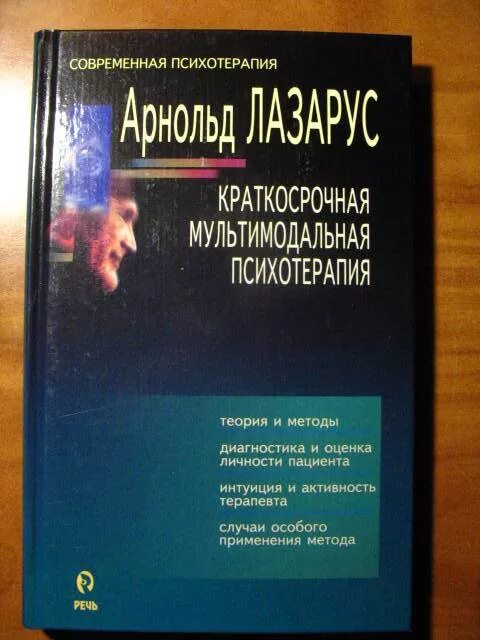 СОВРЕМЕННАЯ ПСИХОТЕРАПИЯ
Арнольд ЛАЗАРУС
КРАТКОСРОЧНАЯ
МУЛЬТИМОДАЛЬНАЯ
ПСИХОТЕРАПИЯ
теория и методы
диагностика и оценка
личности пациента
интуиция и активность
терапевта
случаи особого
применения метода
РЕЧЬ